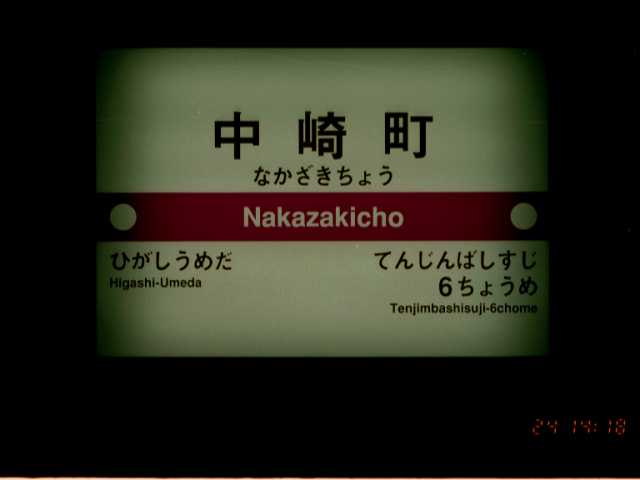 中崎町
なかざきちょう
Nakazakicho
ひがしうめだ
Higashi-Umeda
てんじんばしすじ
6ちょうめ
Tenjimbashisuji-6chome
24 14:18